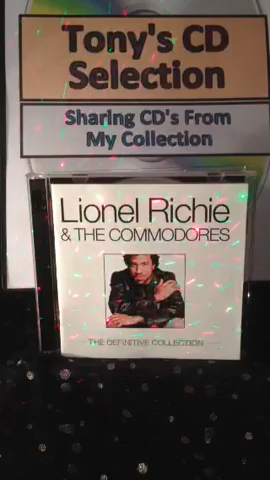 Tony's CD
Selection
Sharing CD's From
My Collection
Lionel Richie
& THE COMMODORES
THE DEFINITIVE COLLECTION